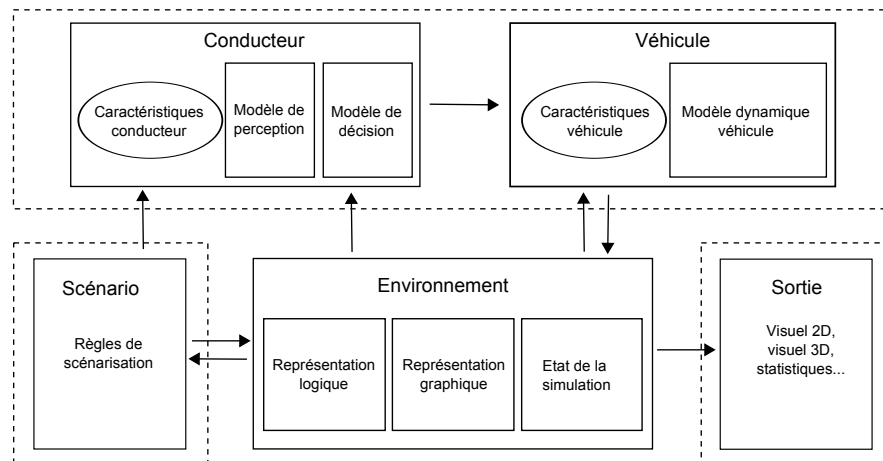 Conducteur
Caractéristiques
conducteur
Modèle de
perception
Modèle de
décision
Véhicule
Caractéristiques
véhicule
Modèle dynamique
véhicule
Scénario
Règles de
scénarisation
Environnement
Représentation
logique
Représentation
graphique
Etat de la
simulation
Sortie
Visuel 2D,
visuel 3D,
statistiques...